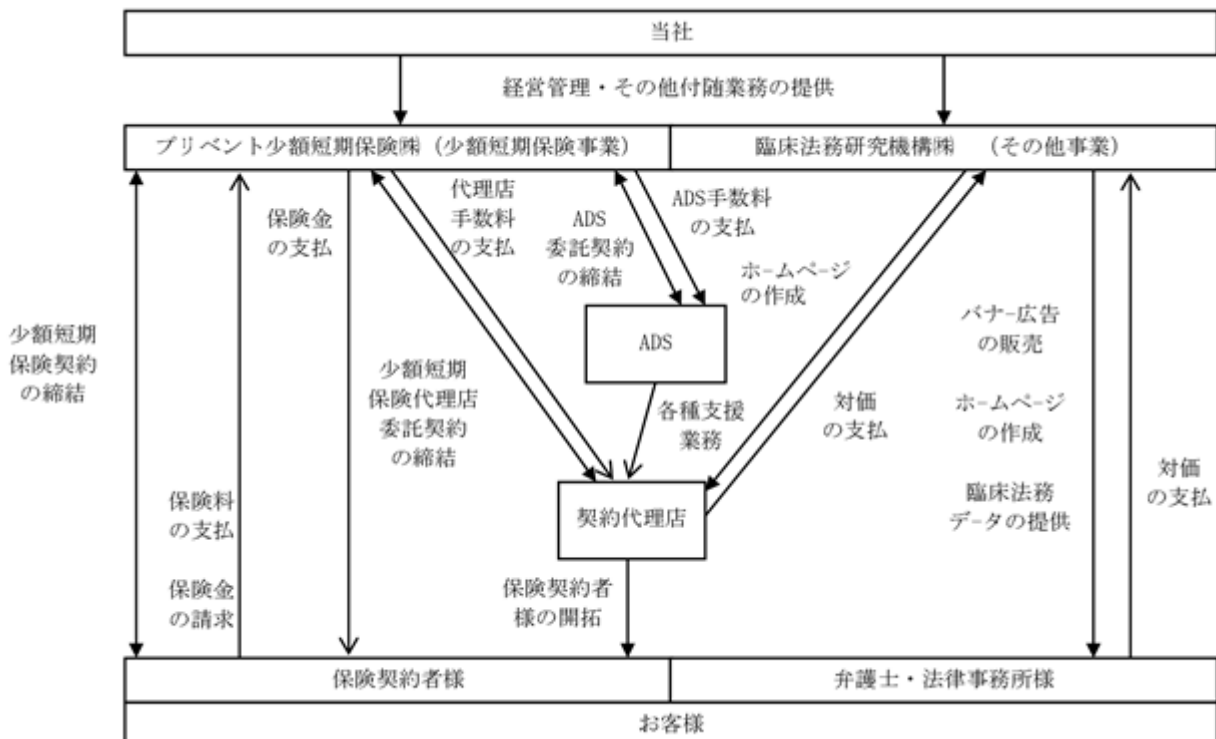 当社
経営管理・その他付随業務の提供
プリベント少額短期保険㈱（少額短期保険事業）
臨床法務研究機構㈱　（その他事業）
保険金
の支払
代理店
手数料
の支払
ADS
委託契約
の締結
ADS手数料
の支払
ホームページ
の作成
少額短期
保険契約
の締結
ADS
バナー広告
の販売
少額短期
保険代理店
委託契約
の締結
各種支援
業務
対価
の支払
ホームページ
の作成
対価
の支払
保険料
の支払
契約代理店
臨床法務
データの提供
保険金
の請求
保険契約者
様の開拓
保険契約者様
弁護士・法律事務所様
お客様